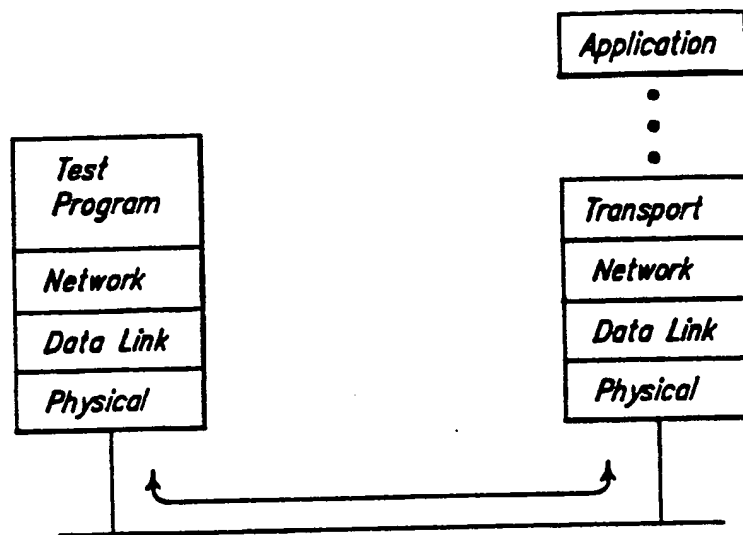 Application
Test
Program
Network
Data Link
Physical
Transport
Network
Data Link
Physical